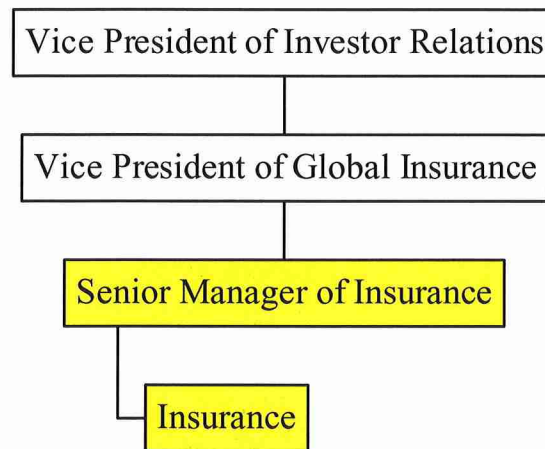 Vice President of Investor Relations
Vice President of Global Insurance
Senior Manager of Insurance
Insurance